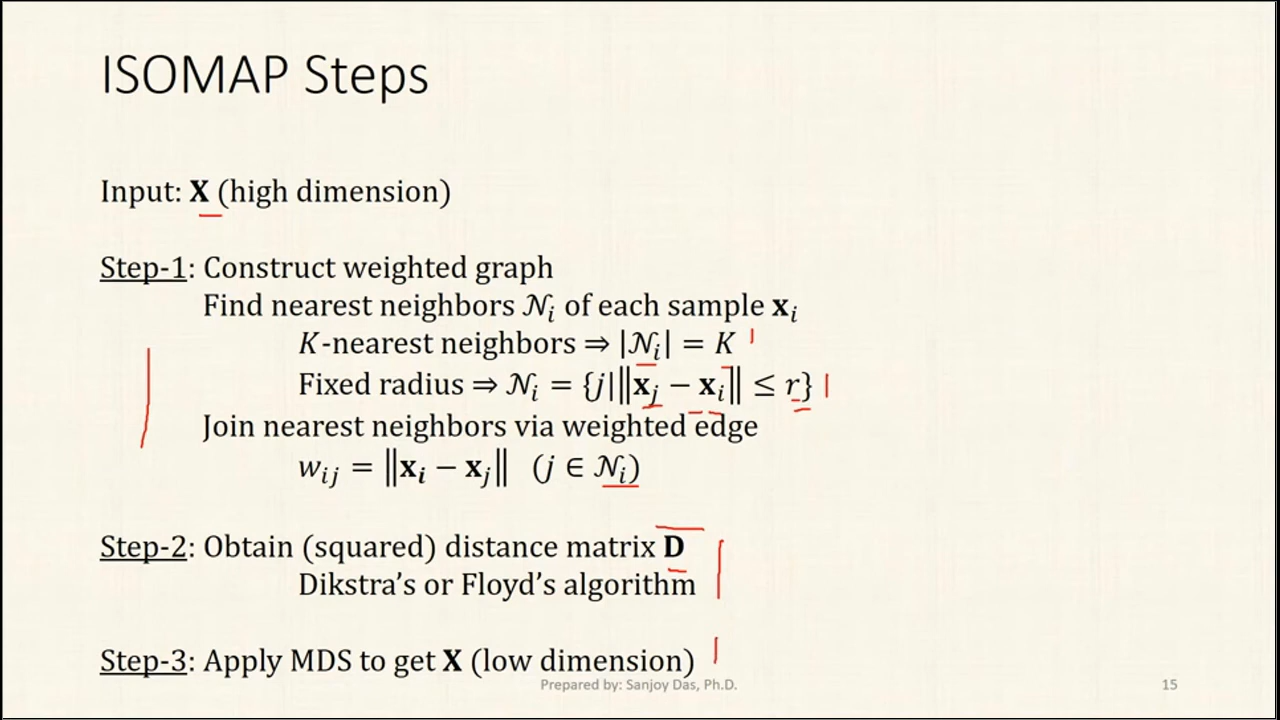 ISOMAP Steps
Input: X (high dimension)
Step-1: Construct weighted graph
Find nearest neighbors 𝒩ᵢ of each sample xᵢ
K-nearest neighbors ⇒ |𝒩ᵢ| = K
Fixed radius ⇒ 𝒩ᵢ = {j|‖xⱼ − xᵢ‖ ≤ r}
Join nearest neighbors via weighted edge
wᵢⱼ = ‖xᵢ − xⱼ‖ (j ∈ 𝒩ᵢ)
Step-2: Obtain (squared) distance matrix D
Dikstra’s or Floyd’s algorithm
Step-3: Apply MDS to get X (low dimension)
Prepared by: Sanjoy Das, Ph.D.
15